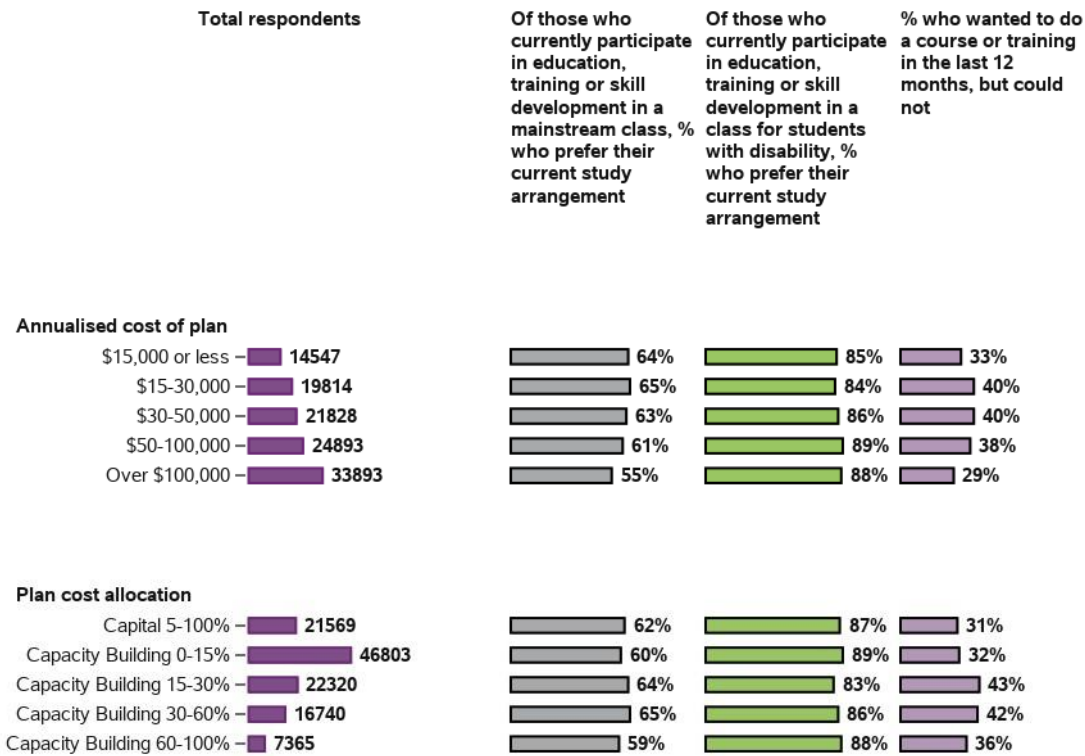 Total respondents
Of those who
currently participate
in education,
training or skill
development in a
mainstream class, %
who prefer their
current study
arrangement
Of those who
currently participate
in education,
training or skill
development in a
class for students
with disability, %
who prefer their
current study
arrangement
% who wanted to do
a course or training
in the last 12
months, but could
not
Annualised cost of plan
$15,000 or less 14547 64% 85% 33%
$15-30,000 19814 65% 84% 40%
$30-50,000 21828 63% 86% 40%
$50-100,000 24893 61% 89% 38%
Over $100,000 33893 55% 88% 29%
Plan cost allocation
Capital 5-100% 21569 62% 87% 31%
Capacity Building 0-15% 46803 60% 89% 32%
Capacity Building 15-30% 22320 64% 83% 43%
Capacity Building 30-60% 16740 65% 86% 42%
Capacity Building 60-100% 7365 59% 88% 36%